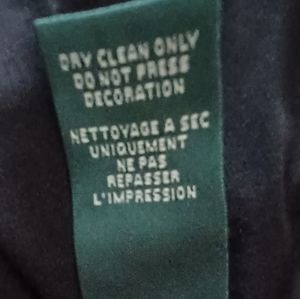 DRY CLEAN ONLY
DO NOT PRESS
DECORATION
NETTOYAGE A SEC
UNIQUEMENT
NE PAS
REPASSER
L'IMPRESSION